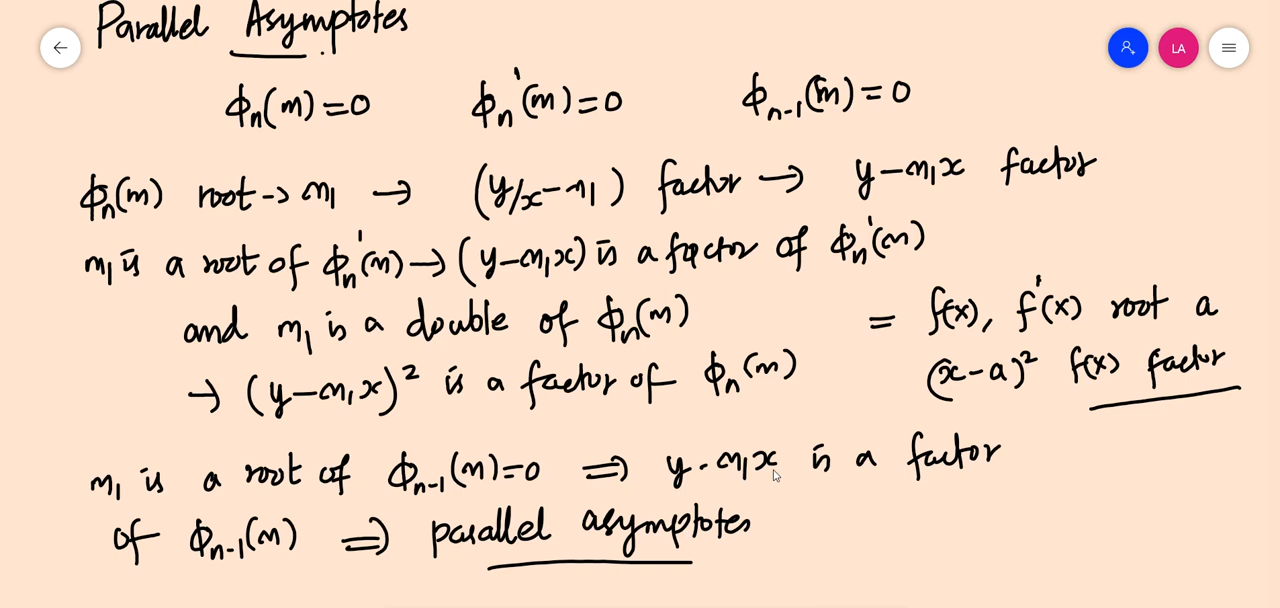 Parallel Asymptotes
LA
ϕₙ(m)=0 ϕₙ'(m)=0 ϕₙ₋₁(m)=0
ϕₙ(m) root -> m₁ → (y/x - m₁) factor → y - m₁x factor
m₁ is a root of ϕₙ'(m) → (y - m₁x) is a factor of ϕₙ'(m)
and m₁ is a double of ϕₙ(m) = f(x), f'(x) root a
→ (y - m₁x)² is a factor of ϕₙ(m) (x-a)² f(x) factor
m₁ is a root of ϕₙ₋₁(m)=0 ⇒ y - m₁x is a factor
of ϕₙ₋₁(m) ⇒ parallel asymptotes